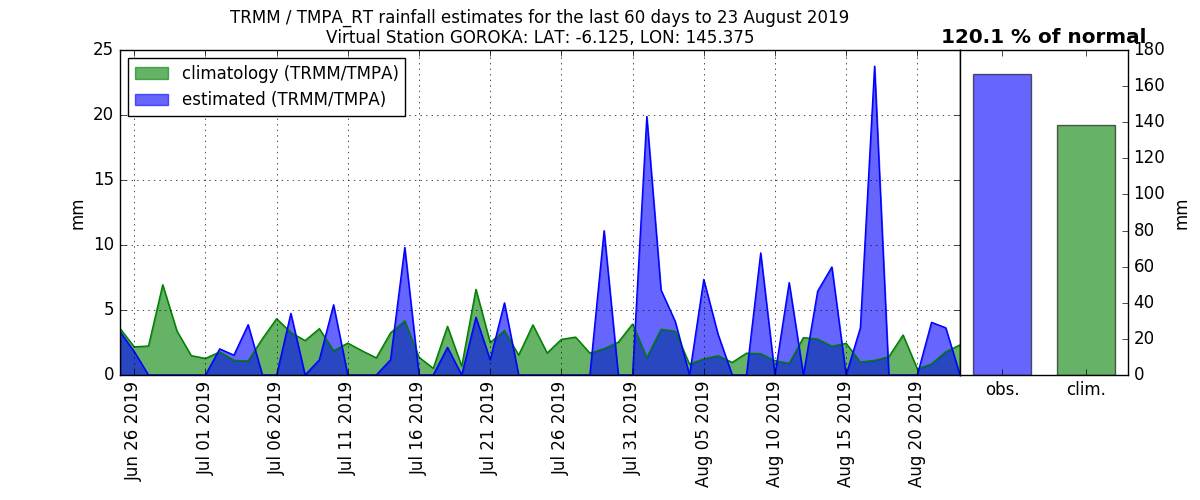 TRMM / TMPA_RT rainfall estimates for the last 60 days to 23 August 2019
Virtual Station GOROKA: LAT: -6.125, LON: 145.375
120.1 % of normal
climatology (TRMM/TMPA)
estimated (TRMM/TMPA)
25
20
15
10
5
0
mm
Jun 26 2019
Jul 01 2019
Jul 06 2019
Jul 11 2019
Jul 16 2019
Jul 21 2019
Jul 26 2019
Jul 31 2019
Aug 05 2019
Aug 10 2019
Aug 15 2019
Aug 20 2019
180
160
140
120
100
80
60
40
20
0
mm
obs.
clim.